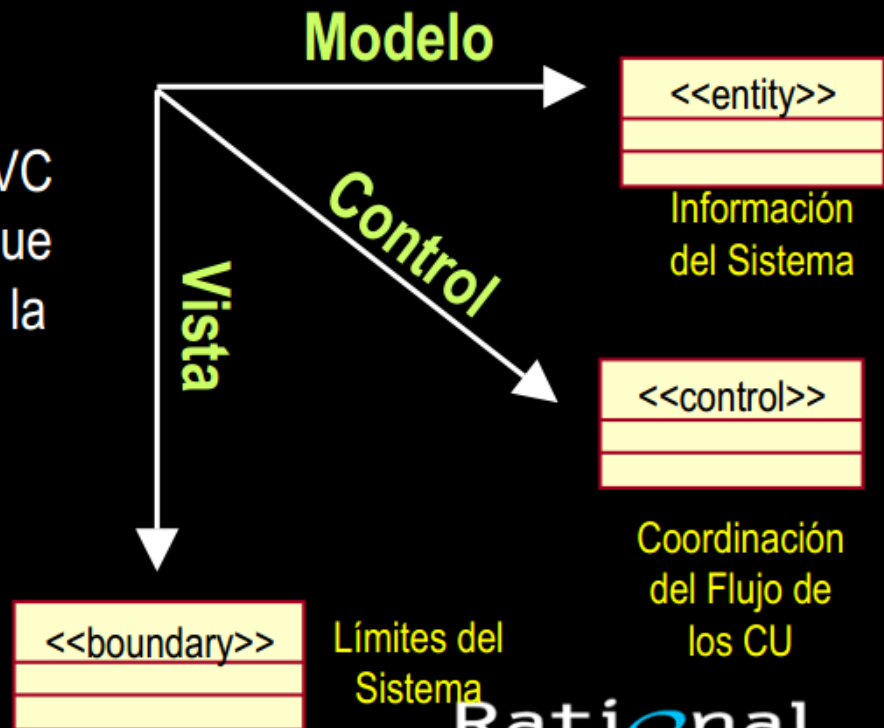 Modelo
<<entity>>
VC
ue
la
Control
Vista
Información
del Sistema
<<control>>
Coordinación
del Flujo de
los CU
<<boundary>>
Límites del
Sistema
Rational